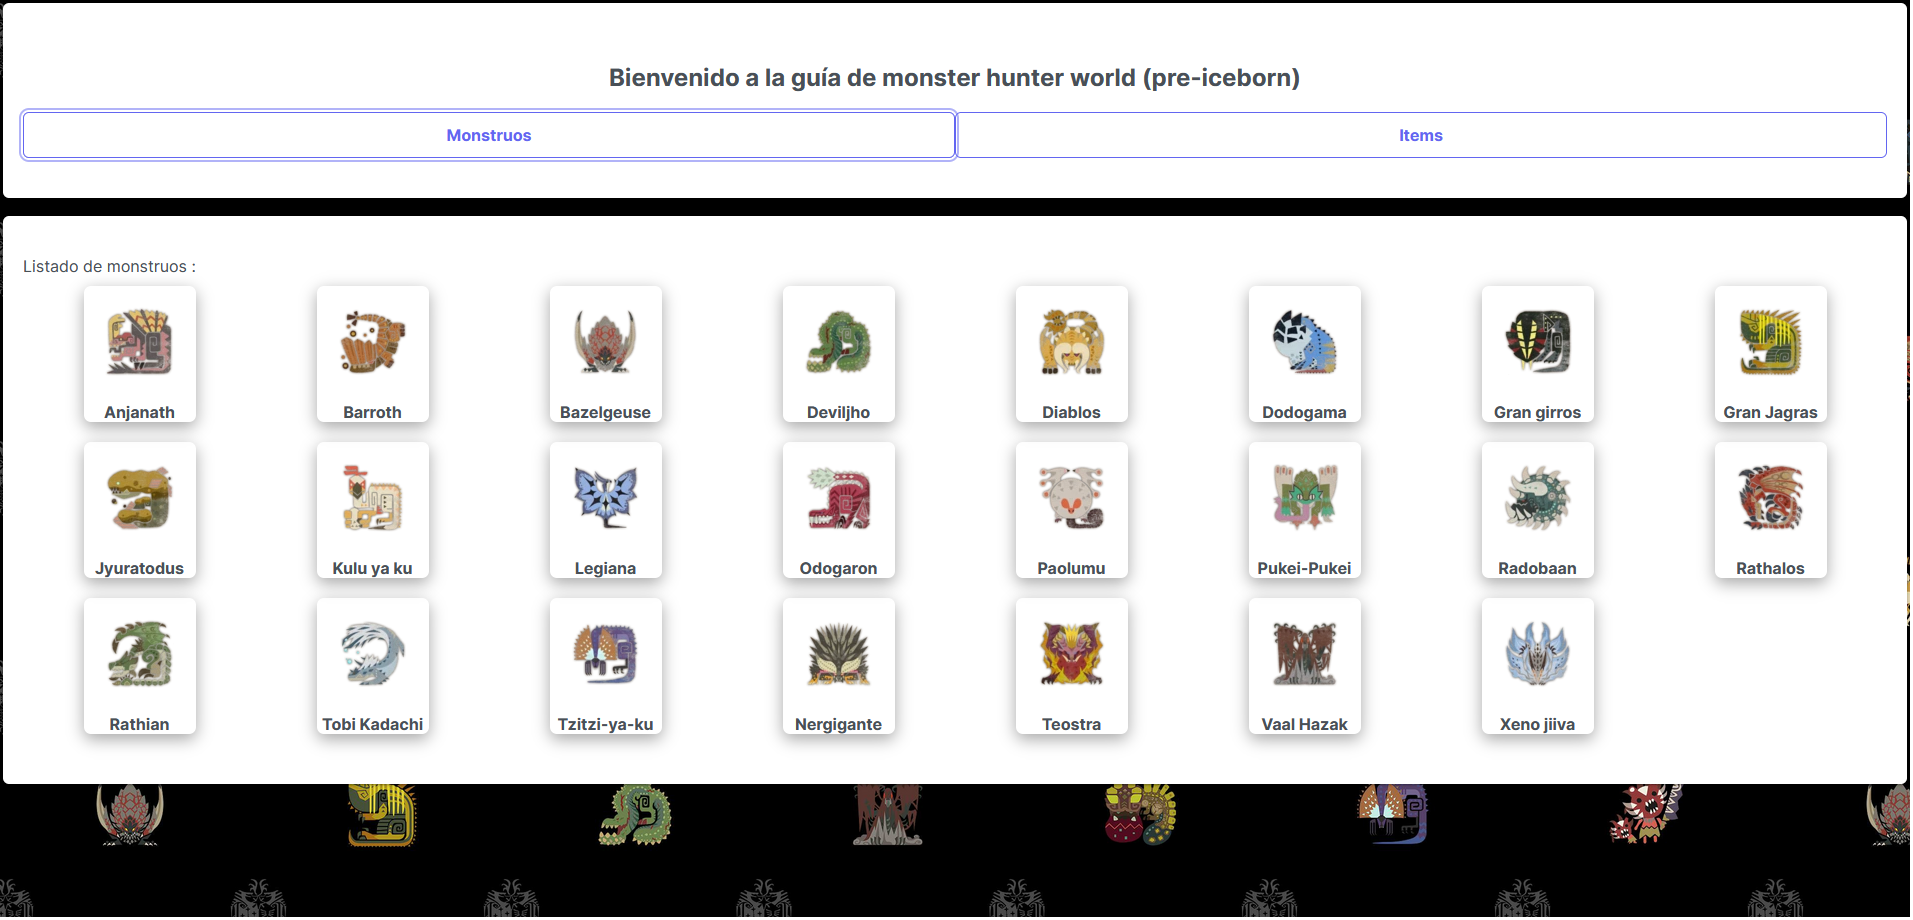 Bienvenido a la guía de monster hunter world (pre-iceborn)
Monstruos Items
Listado de monstruos :
Anjanath Barroth Bazelgeuse Deviljho Diablos Dodogama Gran girros Gran Jagras
Jyuratodus Kulu ya ku Legiana Odogaron Paolumu Pukei-Pukei Radobaan Rathalos
Rathian Tobi Kadachi Tzitzi-ya-ku Nergigante Teostra Vaal Hazak Xeno jiiva